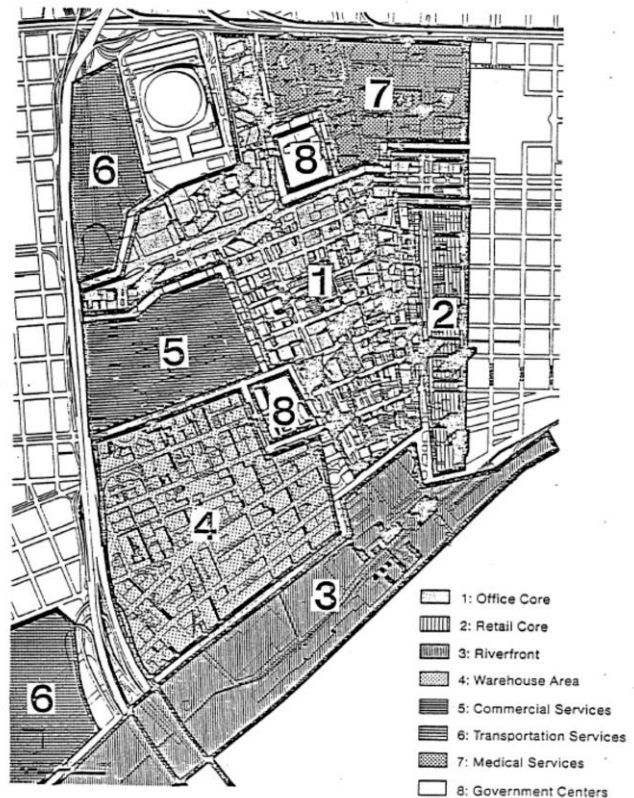 7
6
8
1
2
5
8
4
3
6
1: Office Core
2: Retail Core
3: Riverfront
4: Warehouse Area
5: Commercial Services
6: Transportation Services
7: Medical Services
8: Government Centers